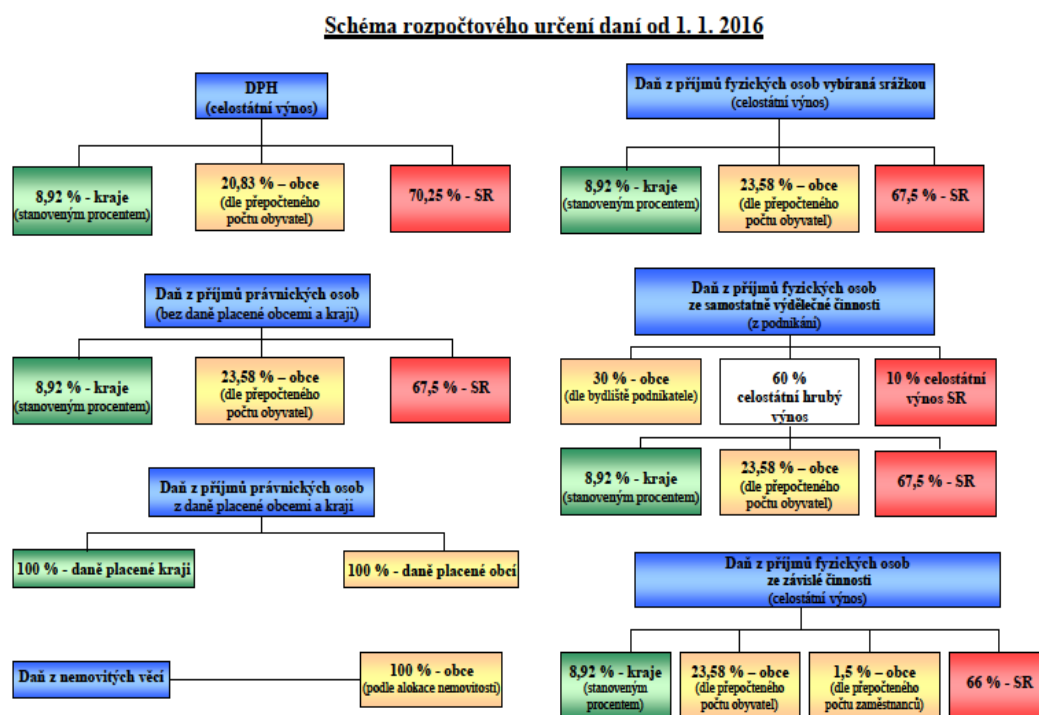 Schéma rozpočtového určení daní od 1. 1. 2016
DPH
(celostátní výnos)
8,92 % - kraje
(stanoveným procentem)
20,83 % – obce
(dle přepočteného
počtu obyvatel)
70,25 % - SR
Daň z příjmů právnických osob
(bez daně placené obcemi a kraji)
8,92 % - kraje
(stanoveným procentem)
23,58 % – obce
(dle přepočteného
počtu obyvatel)
67,5 % - SR
Daň z příjmů právnických osob
z daně placené obcemi a kraji
100 % - daně placené kraji
100 % - daně placené obcí
Daň z nemovitých věcí
100 % - obce
(podle alokace nemovitostí)
Daň z příjmů fyzických osob vybíraná srážkou
(celostátní výnos)
8,92 % - kraje
(stanoveným procentem)
23,58 % – obce
(dle přepočteného
počtu obyvatel)
67,5 % - SR
Daň z příjmů fyzických osob
ze samostatně výdělečné činnosti
(z podnikání)
30 % - obce
(dle bydliště podnikatele)
60 %
celostátní hrubý
výnos
10 % celostátní
výnos SR
8,92 % - kraje
(stanoveným procentem)
23,58 % – obce
(dle přepočteného
počtu obyvatel)
67,5 % - SR
Daň z příjmů fyzických osob
ze závislé činnosti
(celostátní výnos)
8,92 % - kraje
(stanoveným
procentem)
23,58 % – obce
(dle přepočteného
počtu obyvatel)
1,5 % – obce
(dle přepočteného
počtu zaměstnanců)
66 % - SR